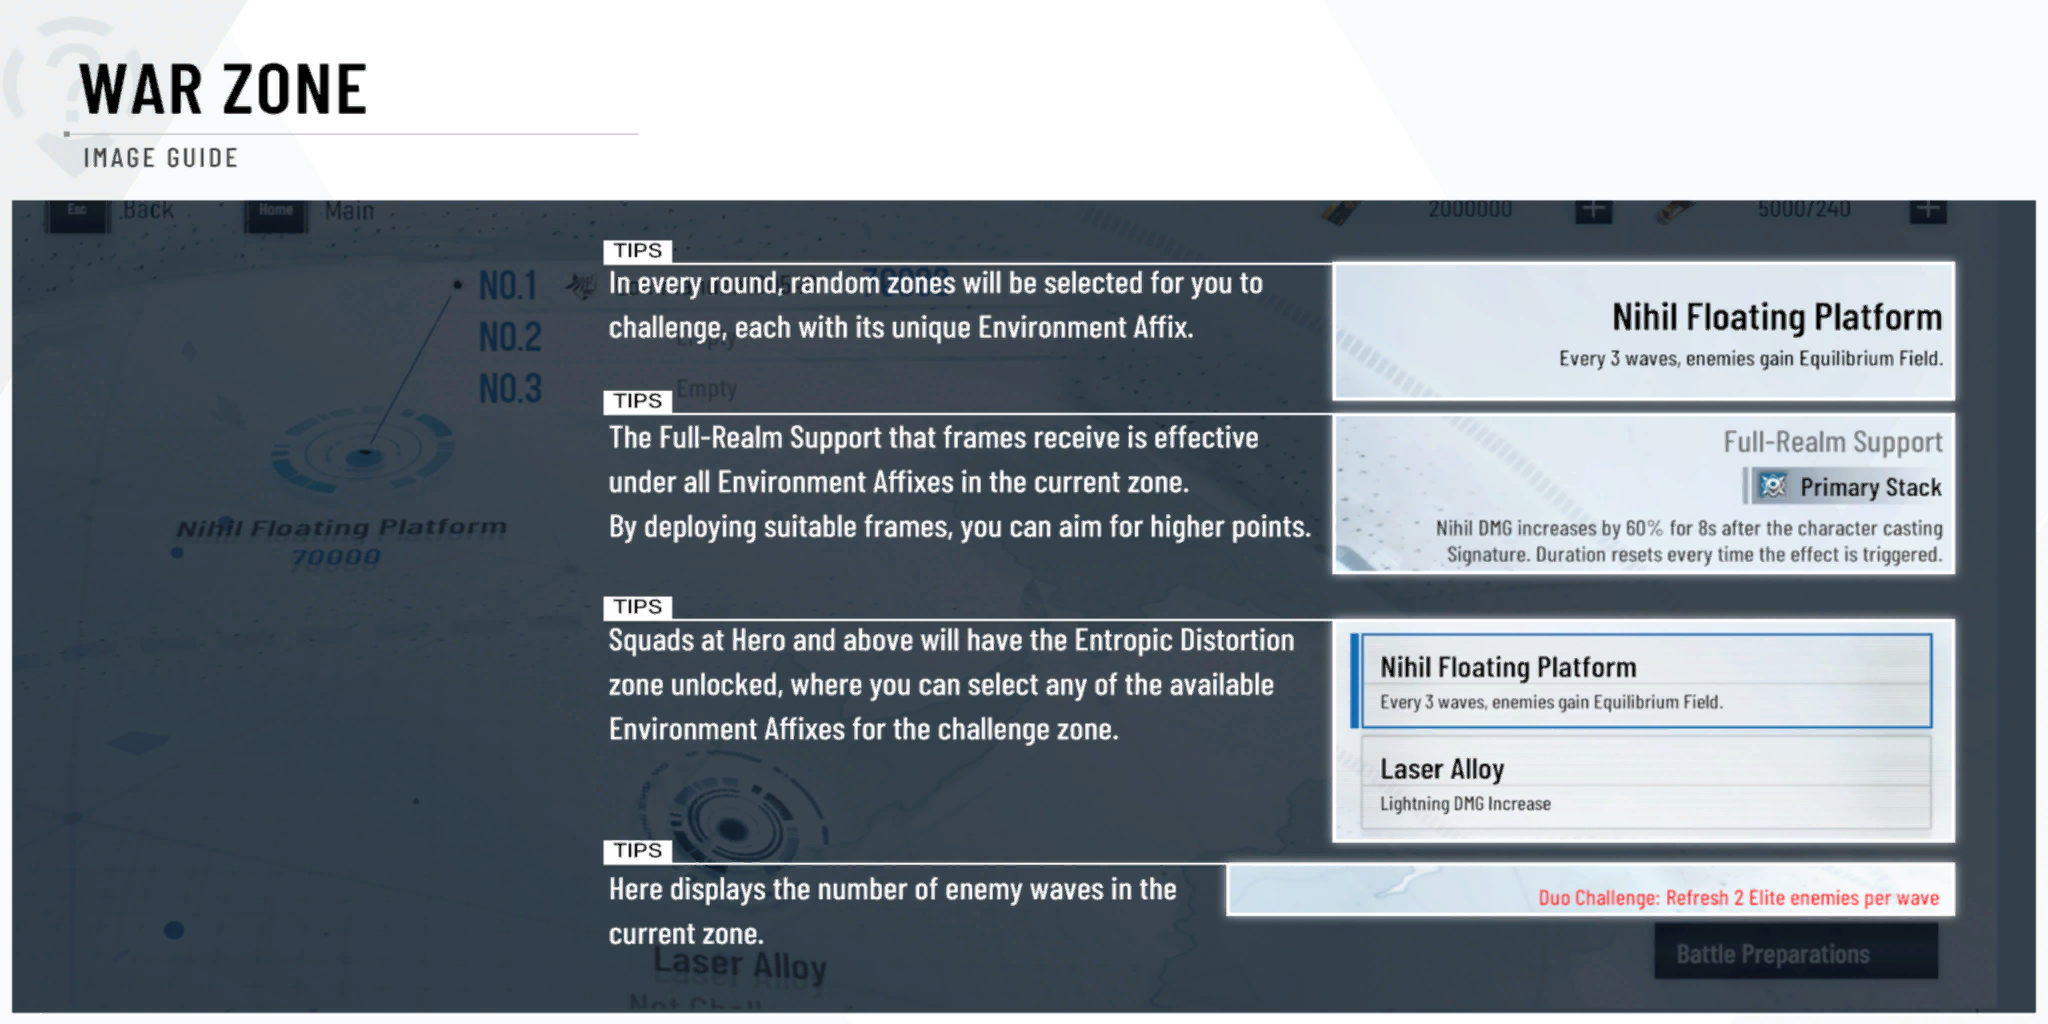 WAR ZONE
IMAGE GUIDE
Esc Back Home Main 2000000 + 5000/240 +
TIPS
In every round, random zones will be selected for you to
challenge, each with its unique Environment Affix.
NO.1
NO.2 Empty
NO.3 Empty
Nihil Floating Platform
Every 3 waves, enemies gain Equilibrium Field.
TIPS
The Full-Realm Support that frames receive is effective
under all Environment Affixes in the current zone.
By deploying suitable frames, you can aim for higher points.
Full-Realm Support
Primary Stack
Nihil DMG increases by 60% for 8s after the character casting
Signature. Duration resets every time the effect is triggered.
Nihil Floating Platform
70000
TIPS
Squads at Hero and above will have the Entropic Distortion
zone unlocked, where you can select any of the available
Environment Affixes for the challenge zone.
Nihil Floating Platform
Every 3 waves, enemies gain Equilibrium Field.
Laser Alloy
Lightning DMG Increase
TIPS
Here displays the number of enemy waves in the
current zone.
Duo Challenge: Refresh 2 Elite enemies per wave
Battle Preparations
Laser Alloy
Not